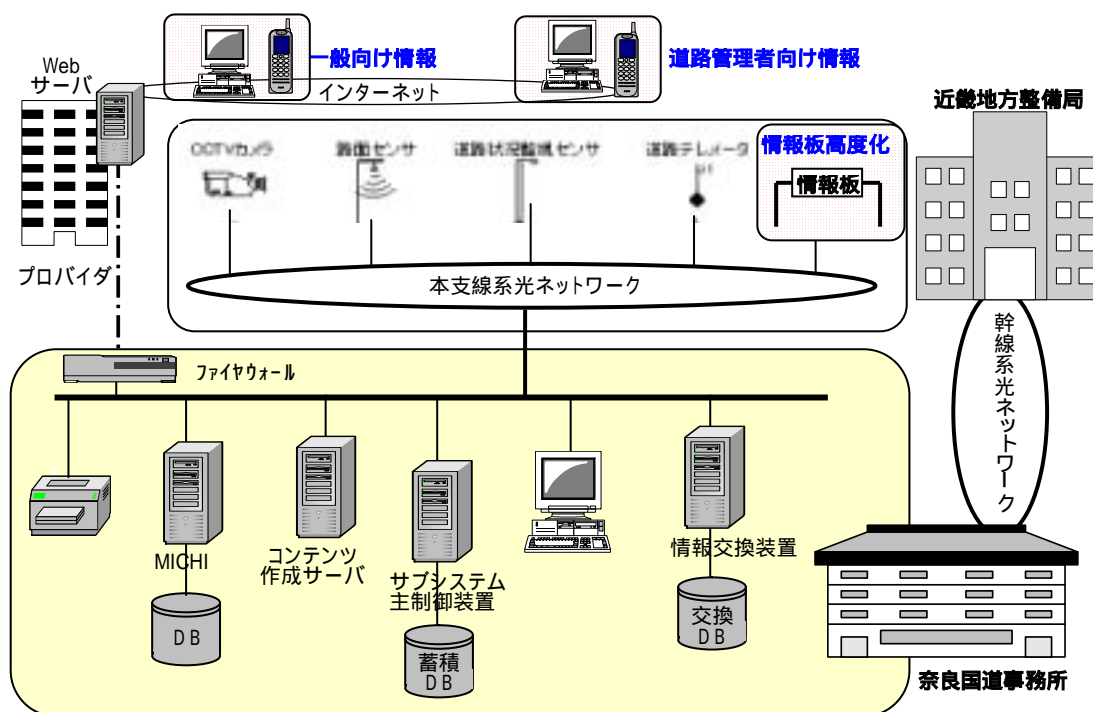 一般向け情報
道路管理者向け情報
Web
サーバ
インターネット
近畿地方整備局
CCTVカメラ
路面センサ
道路状況監視センサ
道路テレメータ
情報板高度化
情報板
プロバイダ
本支線系光ネットワーク
幹線系光ネットワーク
ファイヤウォール
MICHI
コンテンツ
作成サーバ
サブシステム
主制御装置
情報交換装置
DB
蓄積
DB
交換
DB
奈良国道事務所